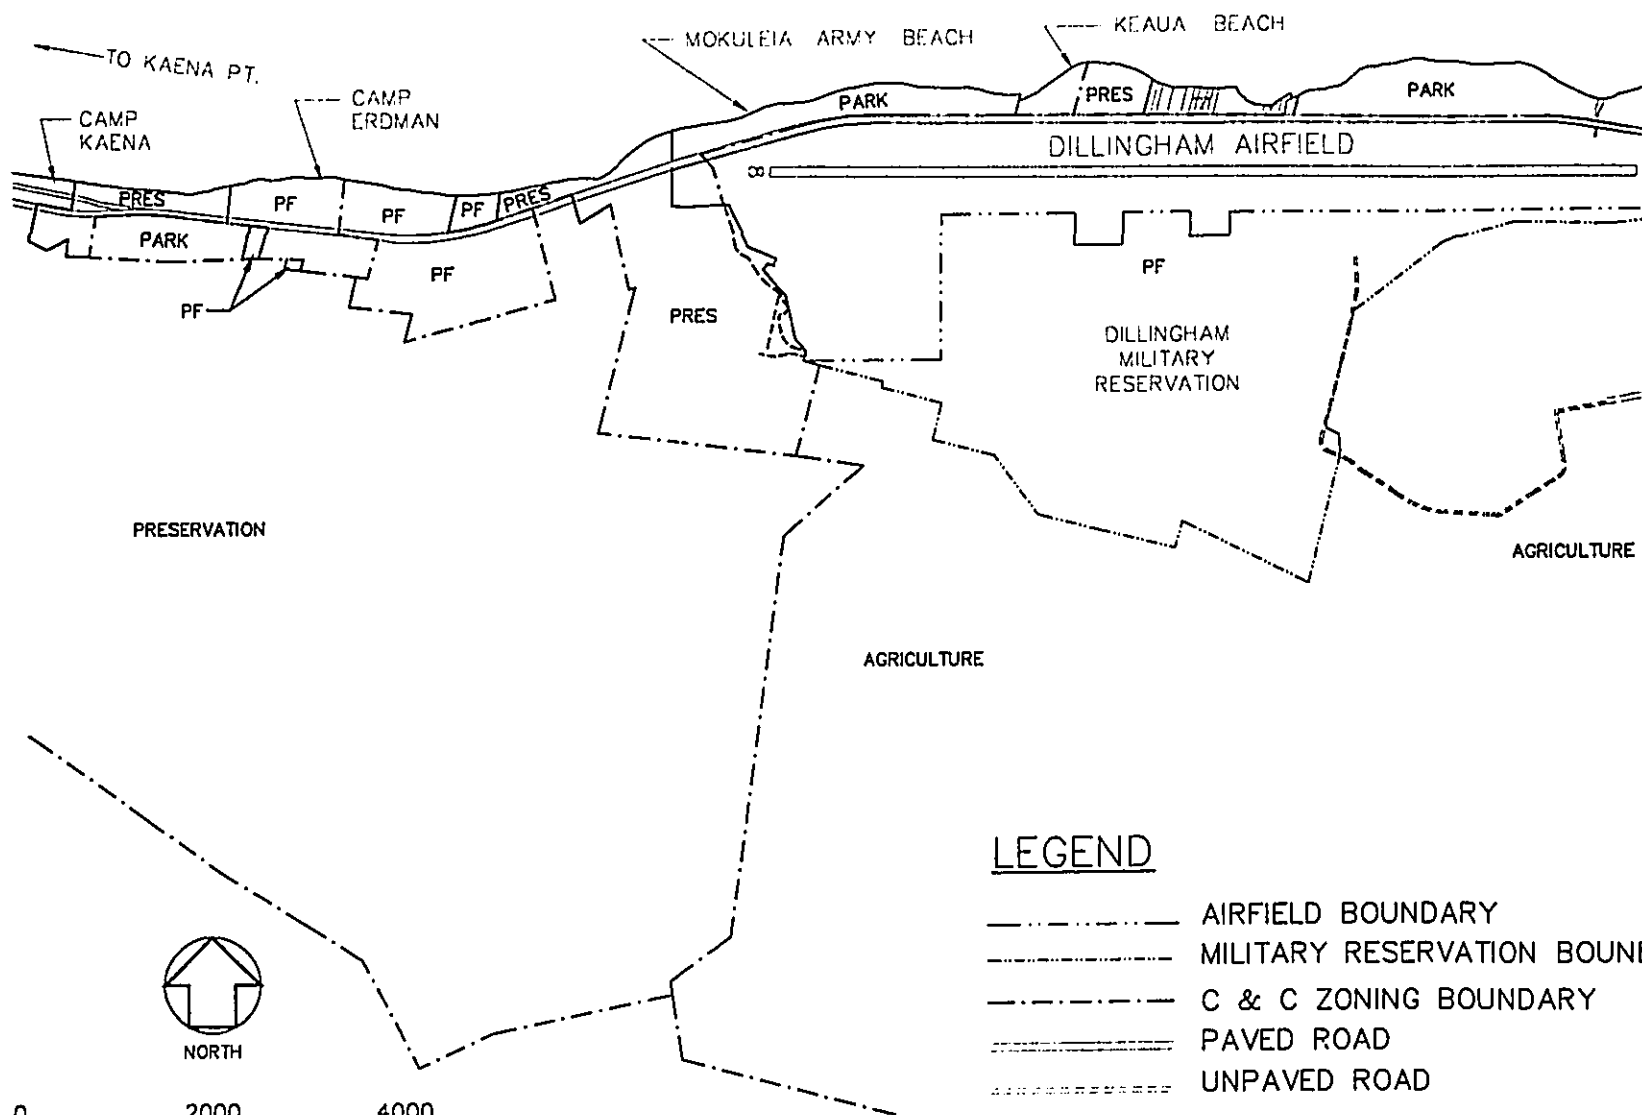 TO KAENA PT.
MOKULEIA ARMY BEACH
KEAUA BEACH
CAMP
KAENA
CAMP
ERDMAN
PARK
PRES
PARK
DILLINGHAM AIRFIELD
8
PRES
PF
PF
PF
PRES
PARK
PF
PF
PF
PRES
DILLINGHAM
MILITARY
RESERVATION
PRESERVATION
AGRICULTURE
AGRICULTURE
LEGEND
AIRFIELD BOUNDARY
MILITARY RESERVATION BOUN
C & C ZONING BOUNDARY
PAVED ROAD
UNPAVED ROAD
NORTH
0 2000 4000